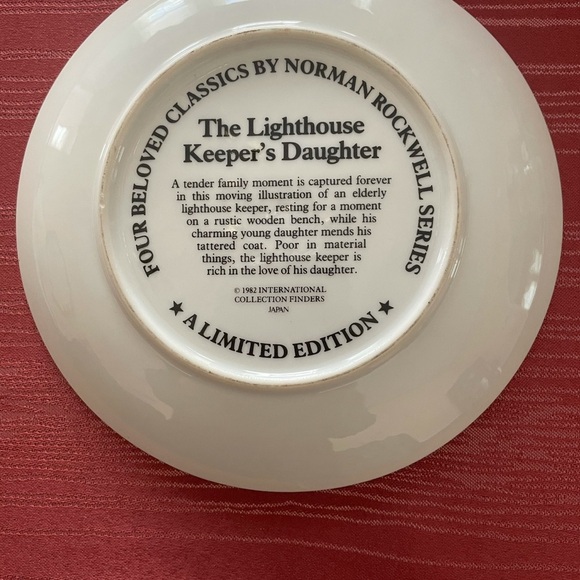 FOUR BELOVED CLASSICS BY NORMAN ROCKWELL SERIES
The Lighthouse
Keeper's Daughter
A tender family moment is captured forever
in this moving illustration of an elderly
lighthouse keeper, resting for a moment
on a rustic wooden bench, while his
charming young daughter mends his
tattered coat. Poor in material
things, the lighthouse keeper is
rich in the love of his daughter.
© 1982 INTERNATIONAL
COLLECTION FINDERS
JAPAN
★ A LIMITED EDITION ★